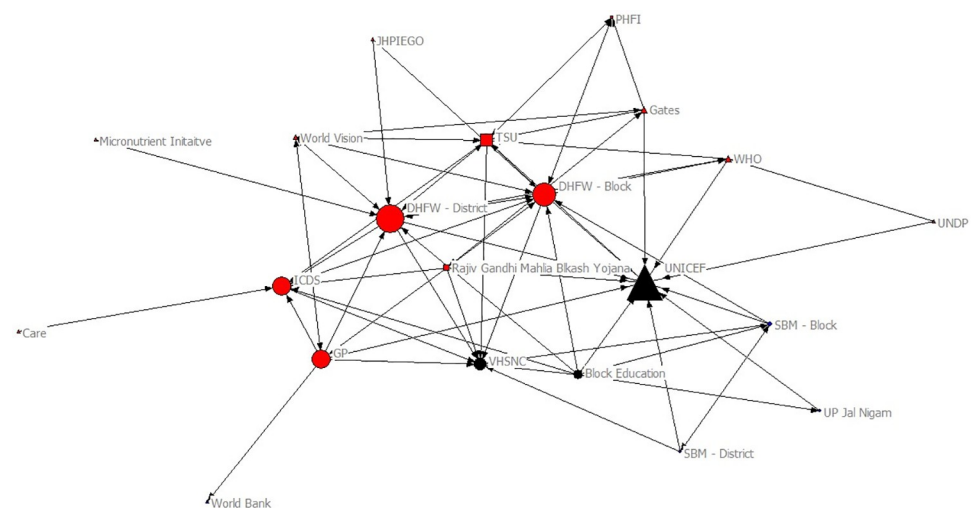 PHFI
JHPIEGO
Gates
Micronutrient Initaitve
World Vision
TSU
WHO
DHFW - Block
DHFW - District
UNDP
Rajiv Gandhi Mahlia Bkash Yojana
UNICEF
ICDS
SBM - Block
Care
GP
VHSNC
Block Education
UP Jal Nigam
SBM - District
World Bank